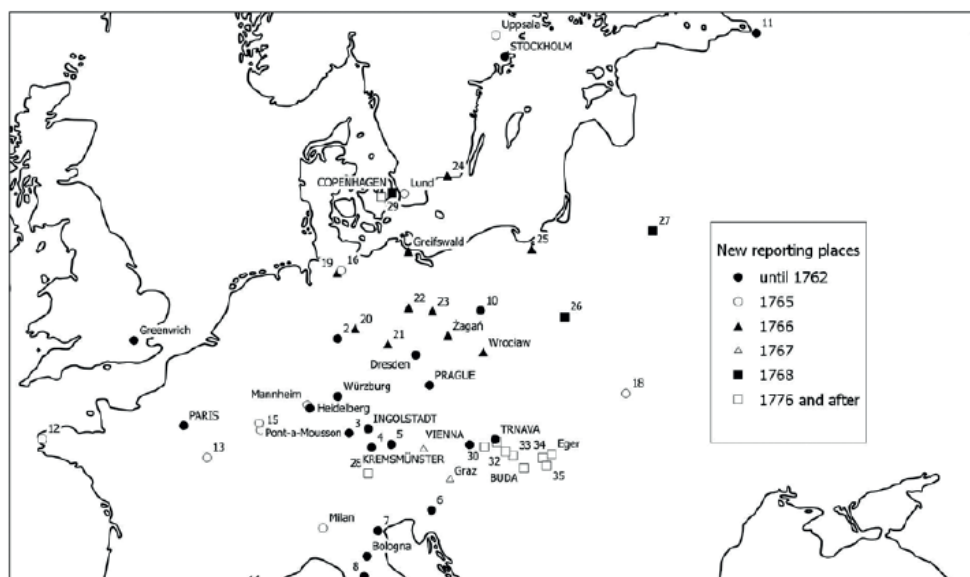 11
Uppsala
STOCKHOLM
24
COPENHAGEN
Lund
29
27
Greifswald
25
16
19
New reporting places
until 1762
1765
1766
1767
1768
1776 and after
22
23
10
26
Greenvrich
2
20
21
Żagań
Wrocław
Dresden
PRAGUE
18
Würzburg
Mannheim
Heidelberg
PARIS
15
Pont-a-Mousson
3
INGOLSTADT
12
13
4
5
VIENNA
TRNAVA
30
33
34
Eger
KREMSMÜNSTER
32
28
Graz
BUDA
35
6
Milan
7
Bologna
8